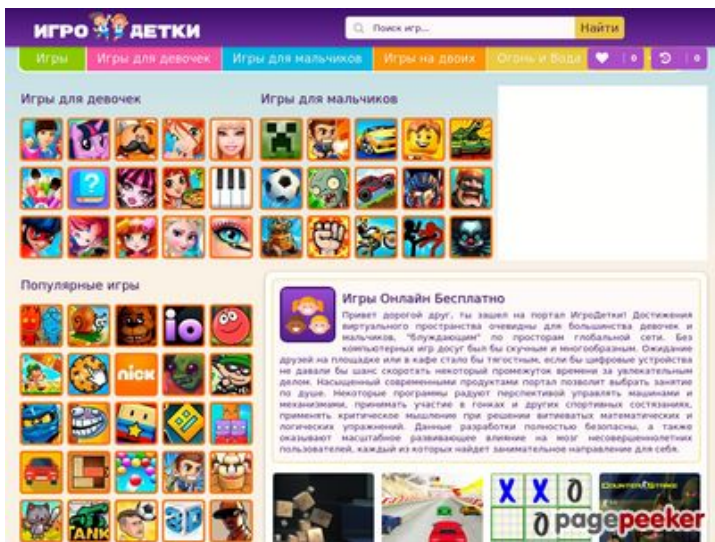 ИГРО ДЕТКИ
Поиск игр...
Найти
Игры
Игры для девочек
Игры для мальчиков
Игры на двоих
Огонь и Вода
0
0
Игры для девочек
Игры для мальчиков
?
Популярные игры
io
nick
TANK
3D
Игры Онлайн Бесплатно
Привет дорогой друг, ты зашел на портал ИгроДетки! Достижения
виртуального пространства очевидны для большинства девочек и
мальчиков, "блуждающим" по просторам глобальной сети. Без
компьютерных игр досуг был бы скучным и многообразным. Ожидание
друзей на площадке или в кафе стало бы тягостным, если бы цифровые устройства
не давали бы шанс скоротать некоторый промежуток времени за увлекательным
делом. Насыщенный современными продуктами портал позволит выбрать занятие
по душе. Некоторые программы радуют перспективой управлять машинами и
механизмами, принимать участие в гонках и других спортивных состязаниях,
применять критическое мышление при решении витиеватых математических и
логических упражнений. Данные разработки полностью безопасны, а также
оказывают масштабное развивающее влияние на мозг несовершеннолетних
пользователей, каждый из которых найдет занимательное направление для себя.
X X O
O
COUNTER STRIKE
pagepeeker